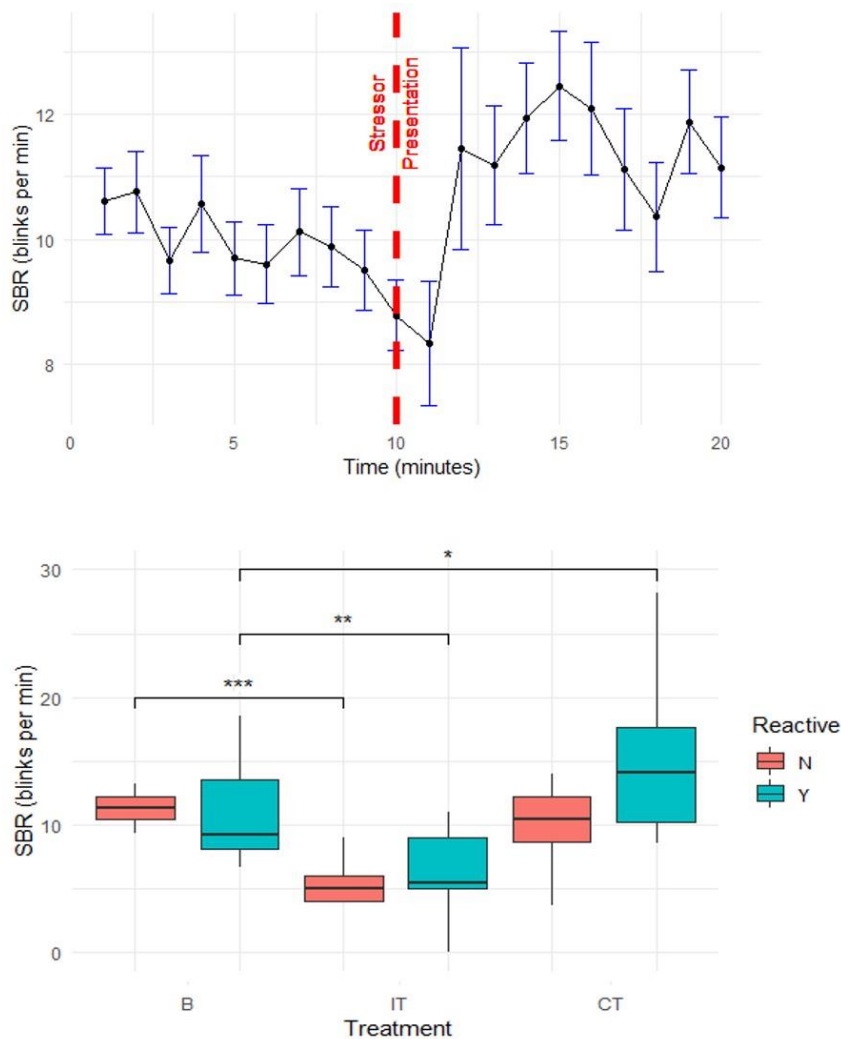 12
10
8
SBR (blinks per min)
Stressor
Presentation
0
5
10
15
20
Time (minutes)
30
20
10
0
SBR (blinks per min)
*
**
***
B
IT
CT
Treatment
Reactive
N
Y